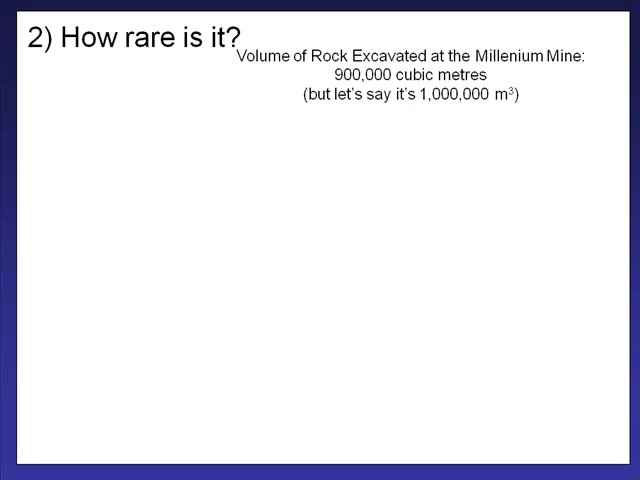 2) How rare is it?
Volume of Rock Excavated at the Millenium Mine:
900,000 cubic metres
(but let's say it's 1,000,000 m³)